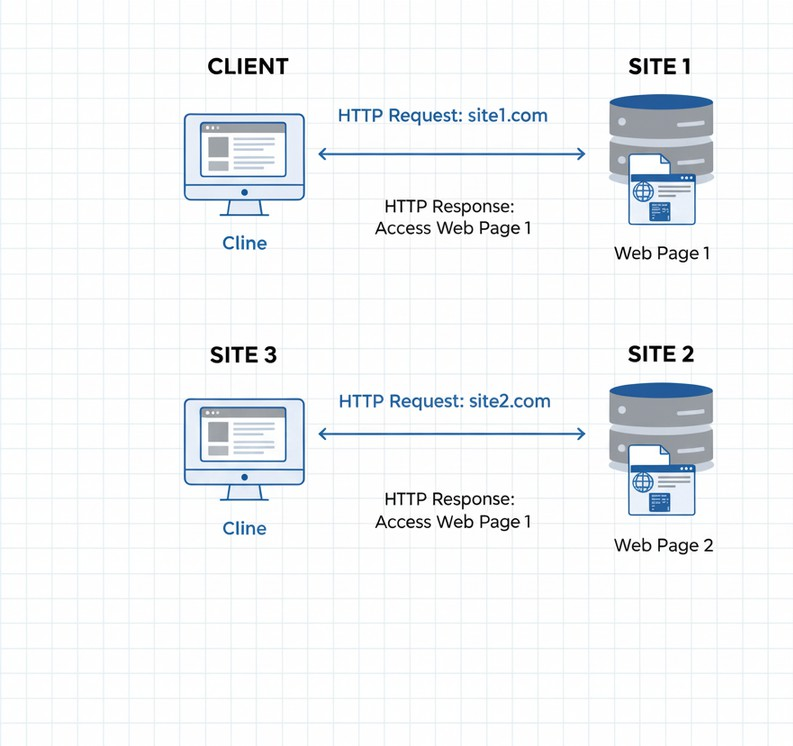 CLIENT
SITE 1
HTTP Request: site1.com
HTTP Response:
Access Web Page 1
Cline
Web Page 1
SITE 3
SITE 2
HTTP Request: site2.com
HTTP Response:
Access Web Page 1
Cline
Web Page 2